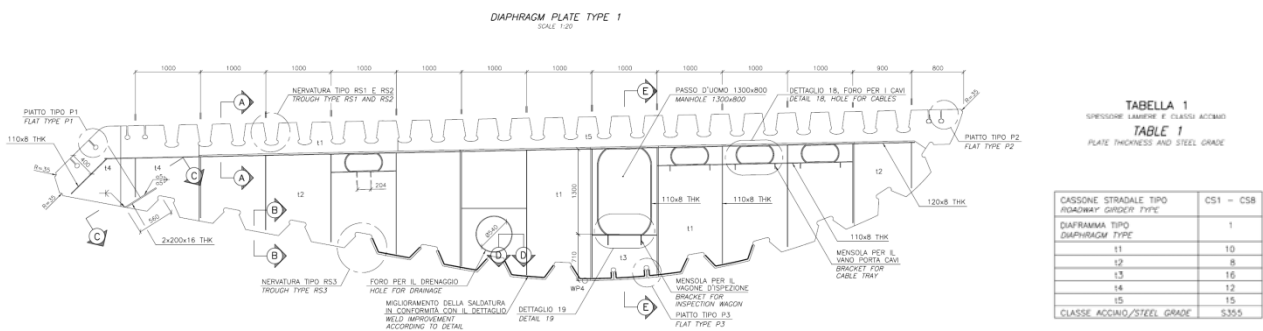 DIAPHRAGM PLATE TYPE 1
SCALE 1:20
1000 1000 1000 1000 1000 1000 1000 1000 1000 1000 1000 900 800
NERVATURA TIPO RS1 E RS2
TROUGH TYPE RS1 AND RS2
PASSO D'UOMO 1300x800
MANHOLE 1300x800
DETTAGLIO 18, FORO PER I CAVI
DETAIL 18, HOLE FOR CABLES
PIATTO TIPO P1
FLAT TYPE P1
110x8 THK
R=35
R=35
R=35
PIATTO TIPO P2
FLAT TYPE P2
A
A
B
B
C
C
D
D
E
E
t4
t4
t1
t5
t2
t1
t1
t2
t3
204
560
2x200x16 THK
Ø540
1300
710
110x8 THK
110x8 THK
120x8 THK
110x8 THK
WP4
NERVATURA TIPO RS3
TROUGH TYPE RS3
FORO PER IL DRENAGGIO
HOLE FOR DRAINAGE
MIGLIORAMENTO DELLA SALDATURA
IN CONFORMITÀ CON IL DETTAGLIO
WELD IMPROVEMENT
ACCORDING TO DETAIL
DETTAGLIO 19
DETAIL 19
MENSOLA PER IL
VAGONE D'ISPEZIONE
BRACKET FOR
INSPECTION WAGON
PIATTO TIPO P3
FLAT TYPE P3
MENSOLA PER IL
VANO PORTA CAVI
BRACKET FOR
CABLE TRAY
TABELLA 1
SPESSORE LAMIERE E CLASSI ACCIAIO
TABLE 1
PLATE THICKNESS AND STEEL GRADE
CASSONE STRADALE TIPO CS1 - CS8
ROADWAY GIRDER TYPE
DIAFRAMMA TIPO 1
DIAPHRAGM TYPE
t1 10
t2 8
t3 16
t4 12
t5 15
CLASSE ACCIAIO/STEEL GRADE S355